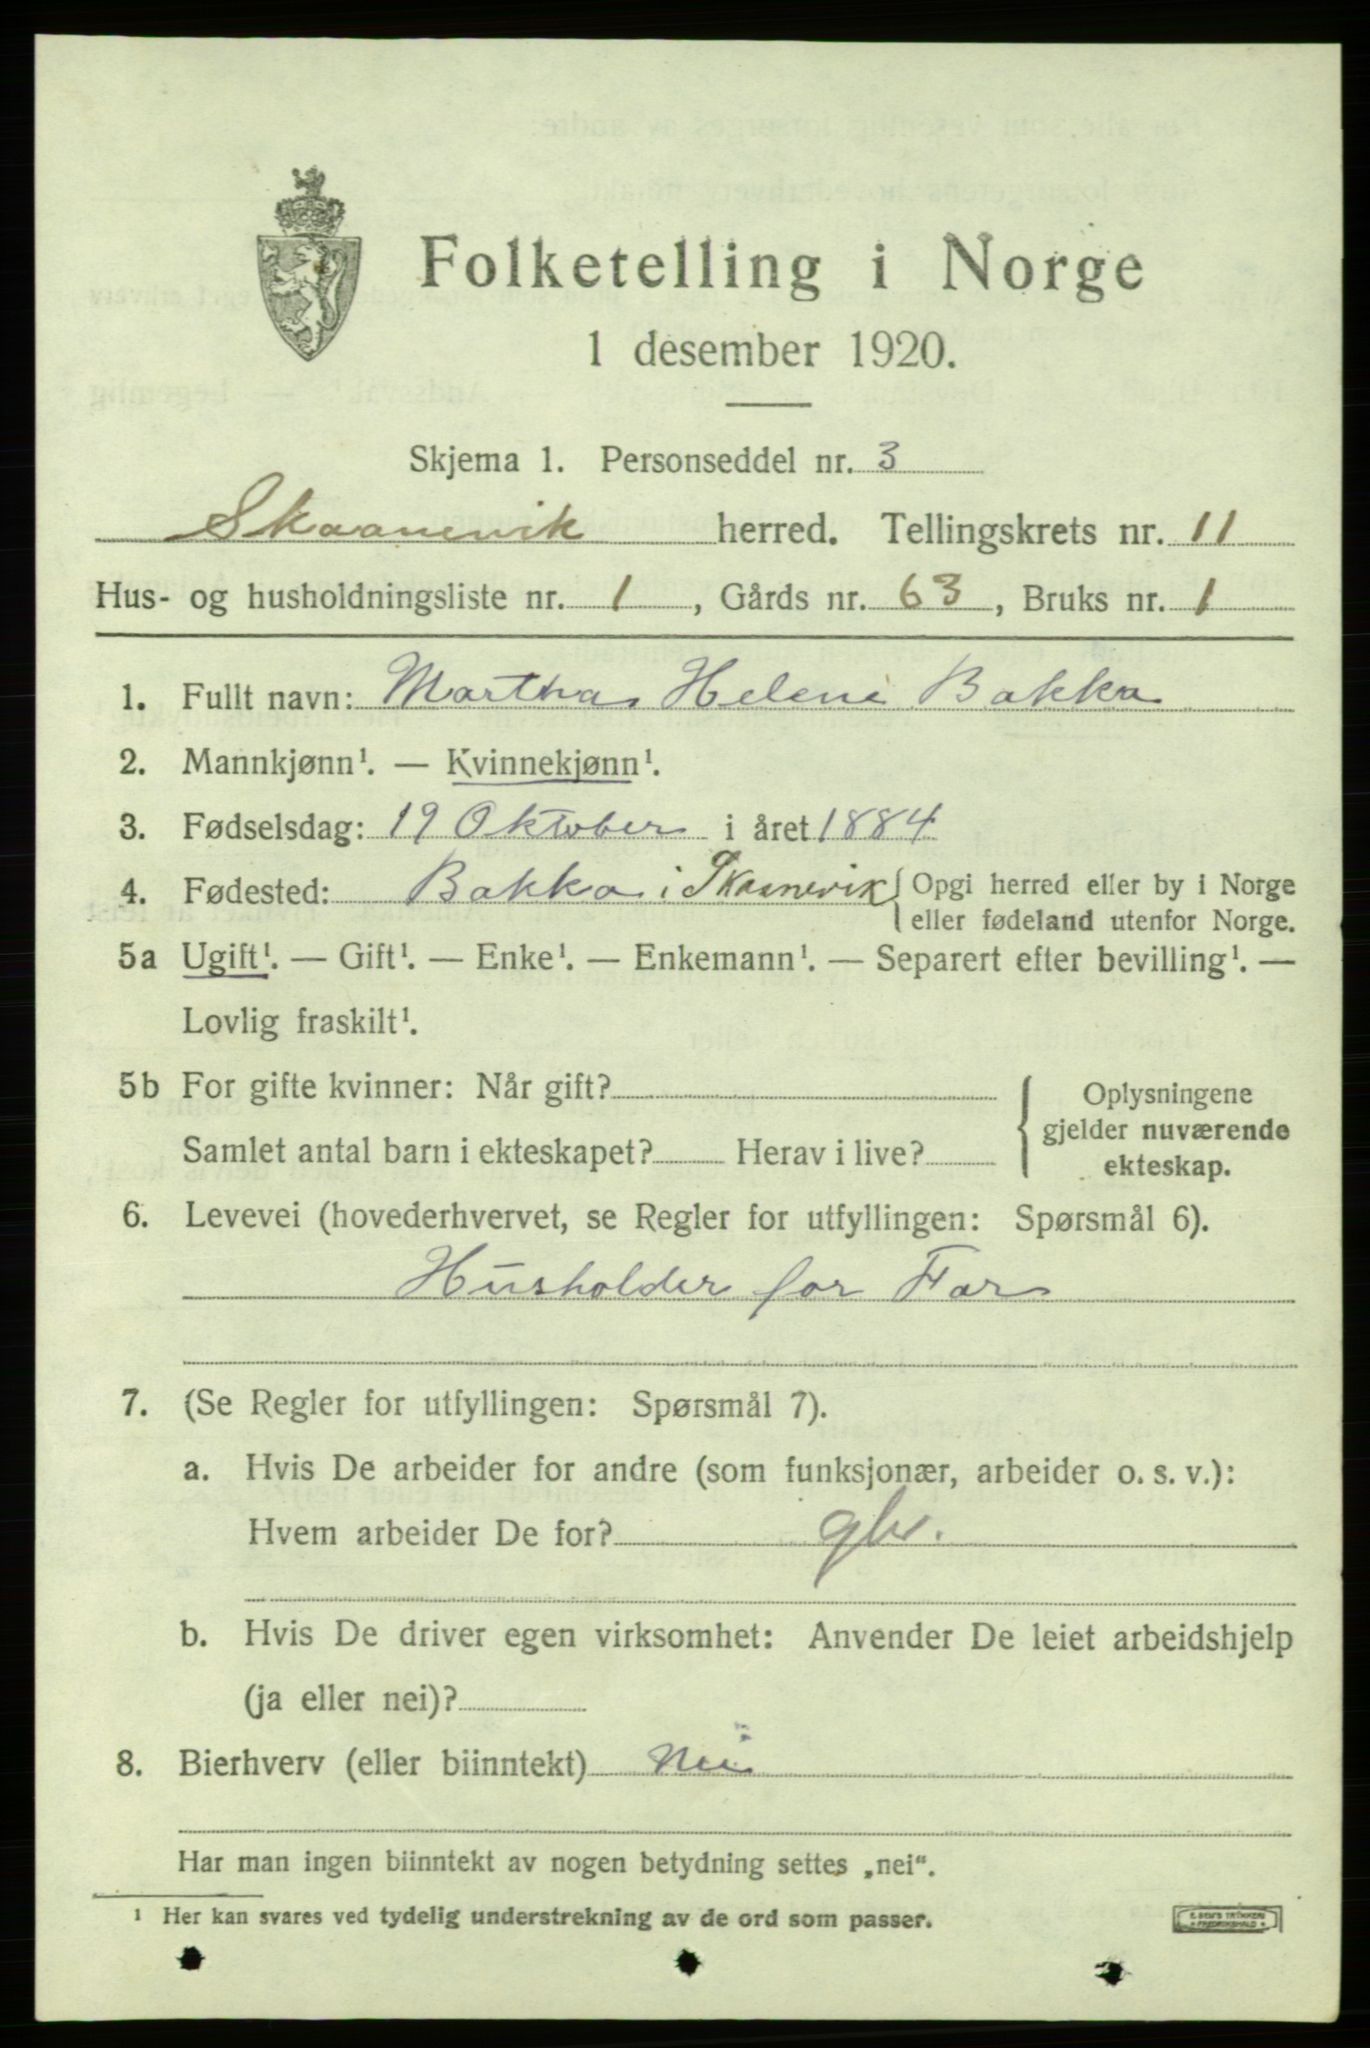 Folketelling i Norge
1 desember 1920.
Skjema 1. Personseddel nr. 3
Skaanevik herred. Tellingskrets nr. 11
Hus- og husholdningsliste nr. 1, Gårds nr. 63, Bruks nr. 1
1. Fullt navn: Martha Helene Bakka
2. Mannkjønn¹. — Kvinnekjønn¹.
3. Fødselsdag: 19 Oktober i året 1884
4. Fødested: Bakka i Skaanevik { Opgi herred eller by i Norge
eller fødeland utenfor Norge.
5a Ugift¹. — Gift¹. — Enke¹. — Enkemann¹. — Separert efter bevilling¹. —
Lovlig fraskilt¹.
5b For gifte kvinner: Når gift?
Samlet antal barn i ekteskapet? Herav i live?
{ Oplysningene
gjelder nuværende
ekteskap.
6. Levevei (hovederhvervet, se Regler for utfyllingen: Spørsmål 6).
Husholder for Far
7. (Se Regler for utfyllingen: Spørsmål 7).
a. Hvis De arbeider for andre (som funksjonær, arbeider o. s. v.):
Hvem arbeider De for?
b. Hvis De driver egen virksomhet: Anvender De leiet arbeidshjelp
(ja eller nei)?
8. Bierhverv (eller biinntekt) Nei
Har man ingen biinntekt av nogen betydning settes „nei“.
¹ Her kan svares ved tydelig understrekning av de ord som passer.